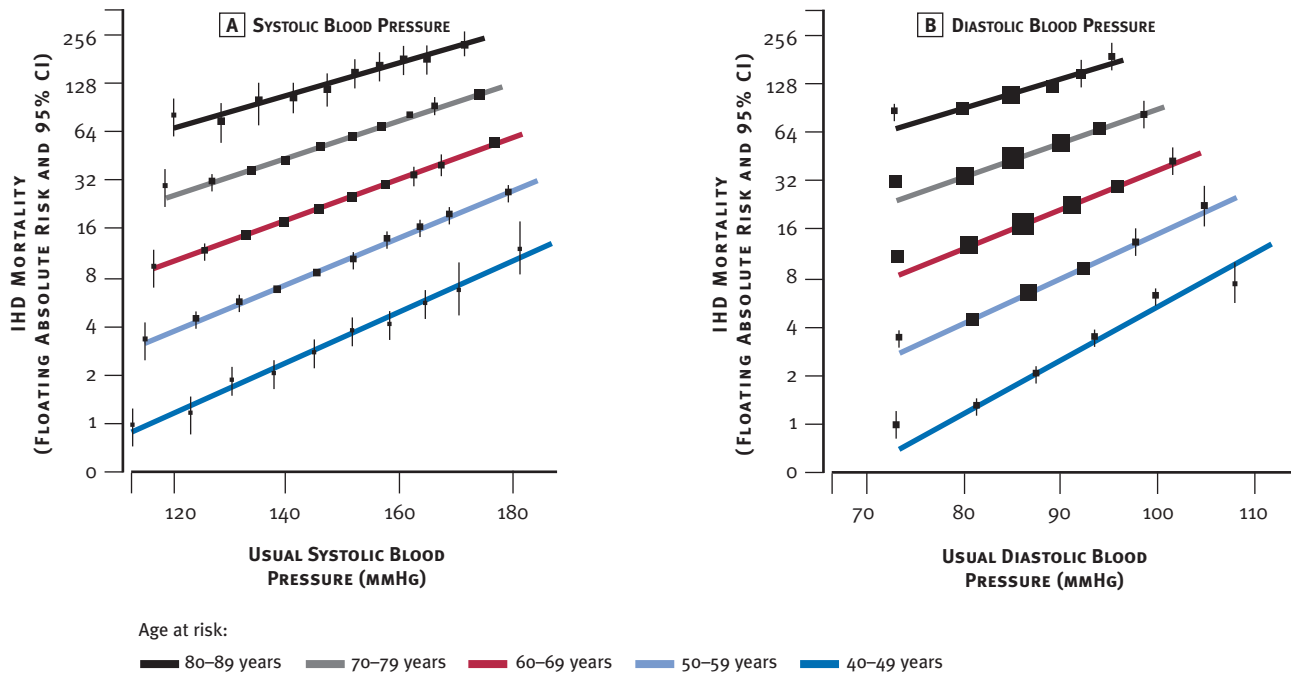 A Systolic Blood Pressure
IHD Mortality
(Floating Absolute Risk and 95% CI)
256
128
64
32
16
8
4
2
1
0
120
140
160
180
Usual Systolic Blood
Pressure (mmHg)
B Diastolic Blood Pressure
IHD Mortality
(Floating Absolute Risk and 95% CI)
256
128
64
32
16
8
4
2
1
0
70
80
90
100
110
Usual Diastolic Blood
Pressure (mmHg)
Age at risk:
80–89 years 70–79 years 60–69 years 50–59 years 40–49 years